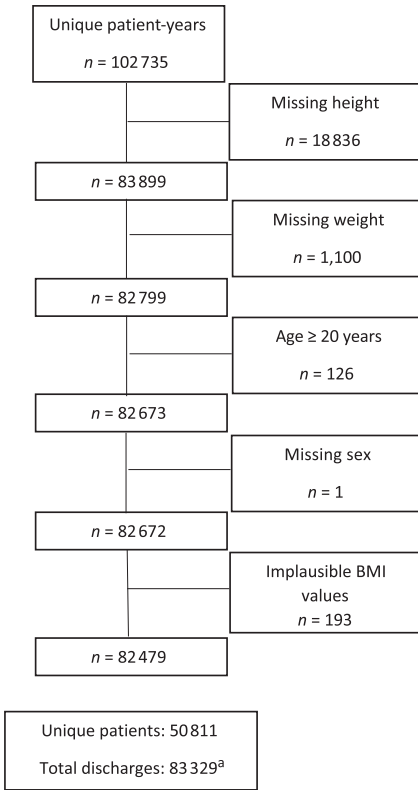 Unique patient-years
n = 102 735
Missing height
n = 18 836
n = 83 899
Missing weight
n = 1,100
n = 82 799
Age ≥ 20 years
n = 126
n = 82 673
Missing sex
n = 1
n = 82 672
Implausible BMI
values
n = 193
n = 82 479
Unique patients: 50 811
Total discharges: 83 329ᵃ